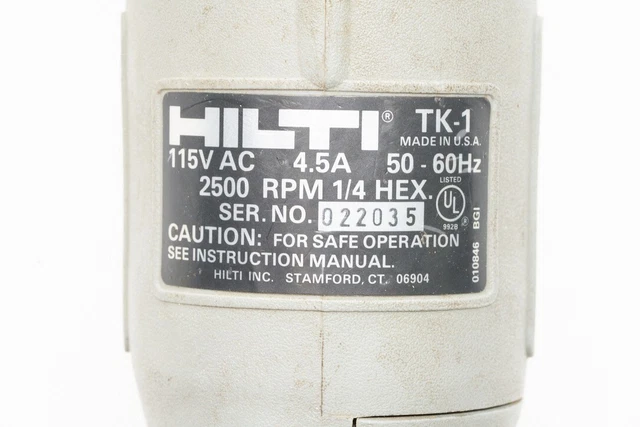 HILTI® TK-1
MADE IN U.S.A.
115V AC 4.5A 50 - 60Hz
2500 RPM 1/4 HEX.
LISTED
UL®
992B
SER. NO. 022035
CAUTION: FOR SAFE OPERATION
SEE INSTRUCTION MANUAL.
HILTI INC. STAMFORD, CT. 06904
010846 BGI